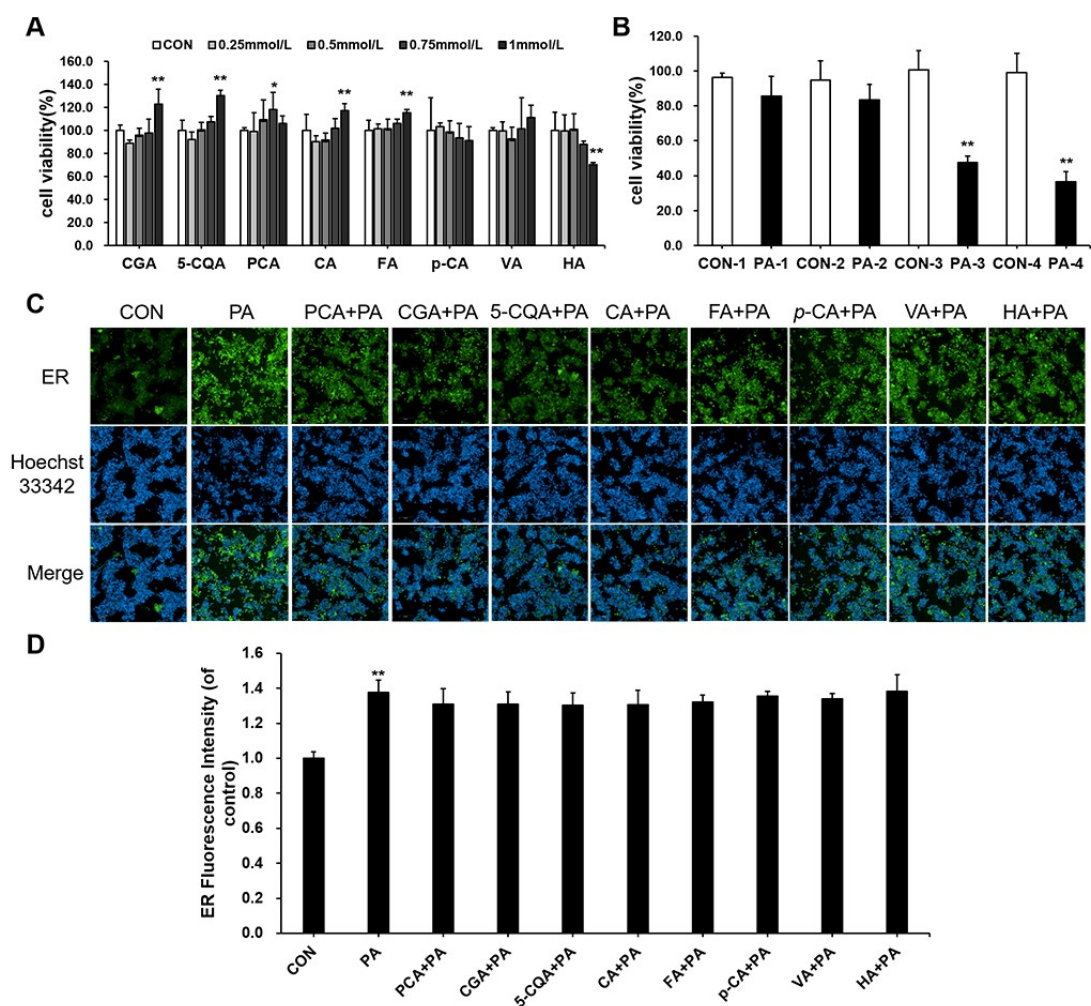 A
CON 0.25mmol/L 0.5mmol/L 0.75mmol/L 1mmol/L
cell viability(%)
160.0
140.0
120.0
100.0
80.0
60.0
40.0
20.0
0.0
** ** * ** ** **
CGA 5-CQA PCA CA FA p-CA VA HA
B
cell viability(%)
120.0
100.0
80.0
60.0
40.0
20.0
0.0
** **
CON-1 PA-1 CON-2 PA-2 CON-3 PA-3 CON-4 PA-4
C
CON PA PCA+PA CGA+PA 5-CQA+PA CA+PA FA+PA p-CA+PA VA+PA HA+PA
ER
Hoechst
33342
Merge
D
ER Fluorescence Intensity (of
control)
1.6
1.4
1.2
1.0
0.8
0.6
0.4
0.2
0.0
**
CON PA PCA+PA CGA+PA 5-CQA+PA CA+PA FA+PA p-CA+PA VA+PA HA+PA